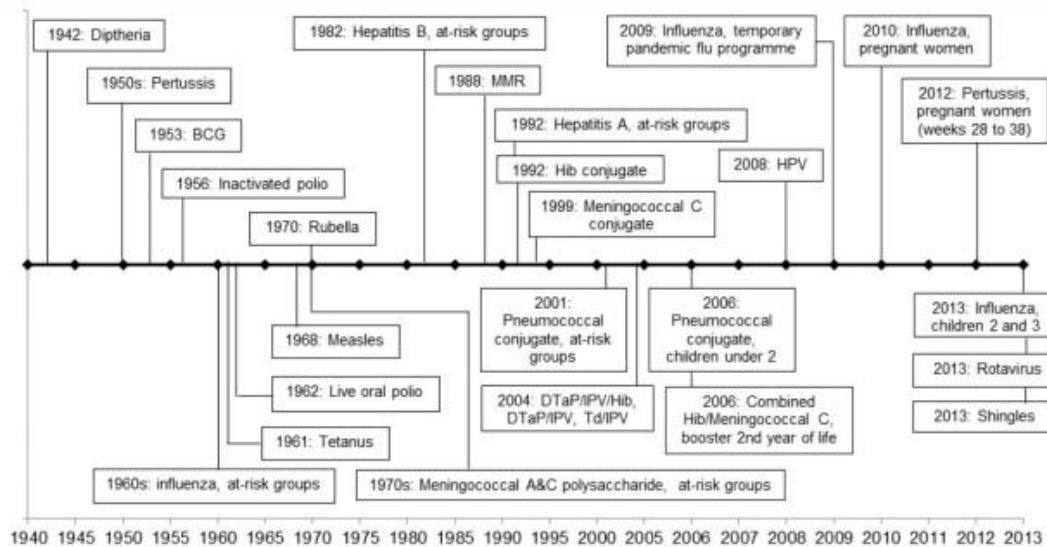 1942: Diptheria
1950s: Pertussis
1953: BCG
1956: Inactivated polio
1970: Rubella
1982: Hepatitis B, at-risk groups
1988: MMR
1992: Hepatitis A, at-risk groups
1992: Hib conjugate
1999: Meningococcal C
conjugate
2008: HPV
2009: Influenza, temporary
pandemic flu programme
2010: Influenza,
pregnant women
2012: Pertussis,
pregnant women
(weeks 28 to 38)
1968: Measles
1962: Live oral polio
1961: Tetanus
1960s: influenza, at-risk groups
1970s: Meningococcal A&C polysaccharide, at-risk groups
2001:
Pneumococcal
conjugate, at-risk
groups
2004: DTaP/IPV/Hib,
DTaP/IPV, Td/IPV
2006:
Pneumococcal
conjugate,
children under 2
2006: Combined
Hib/Meningococcal C,
booster 2nd year of life
2013: Influenza,
children 2 and 3
2013: Rotavirus
2013: Shingles
1940 1945 1950 1955 1960 1965 1970 1975 1980 1985 1990 1995 2000 2005 2006 2007 2008 2009 2010 2011 2012 2013